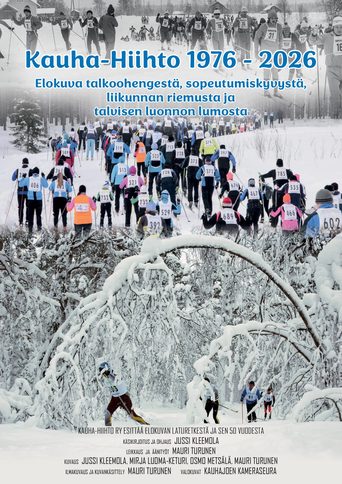 Kauha-Hiihto 1976 - 2026
Elokuva talkoohengestä, sopeutumiskyvystä,
liikunnan riemusta ja
talvisen luonnon lumosta
602
KAUHA-HIIHTO RY ESITTÄÄ ELOKUVAN LATURETKESTÄ JA SEN 50 VUODESTA
KÄSIKIRJOITUS JA OHJAUS JUSSI KLEEMOLA
LEIKKAUS JA ÄÄNITYÖT MAURI TURUNEN
KUVAUS JUSSI KLEEMOLA, MIRJA LUOMA-KETURI, OSMO METSÄLÄ, MAURI TURUNEN
ILMAKUVAUS JA KUVANKÄSITTELY MAURI TURUNEN VALOKUVAT KAUHAJOEN KAMERASEURA